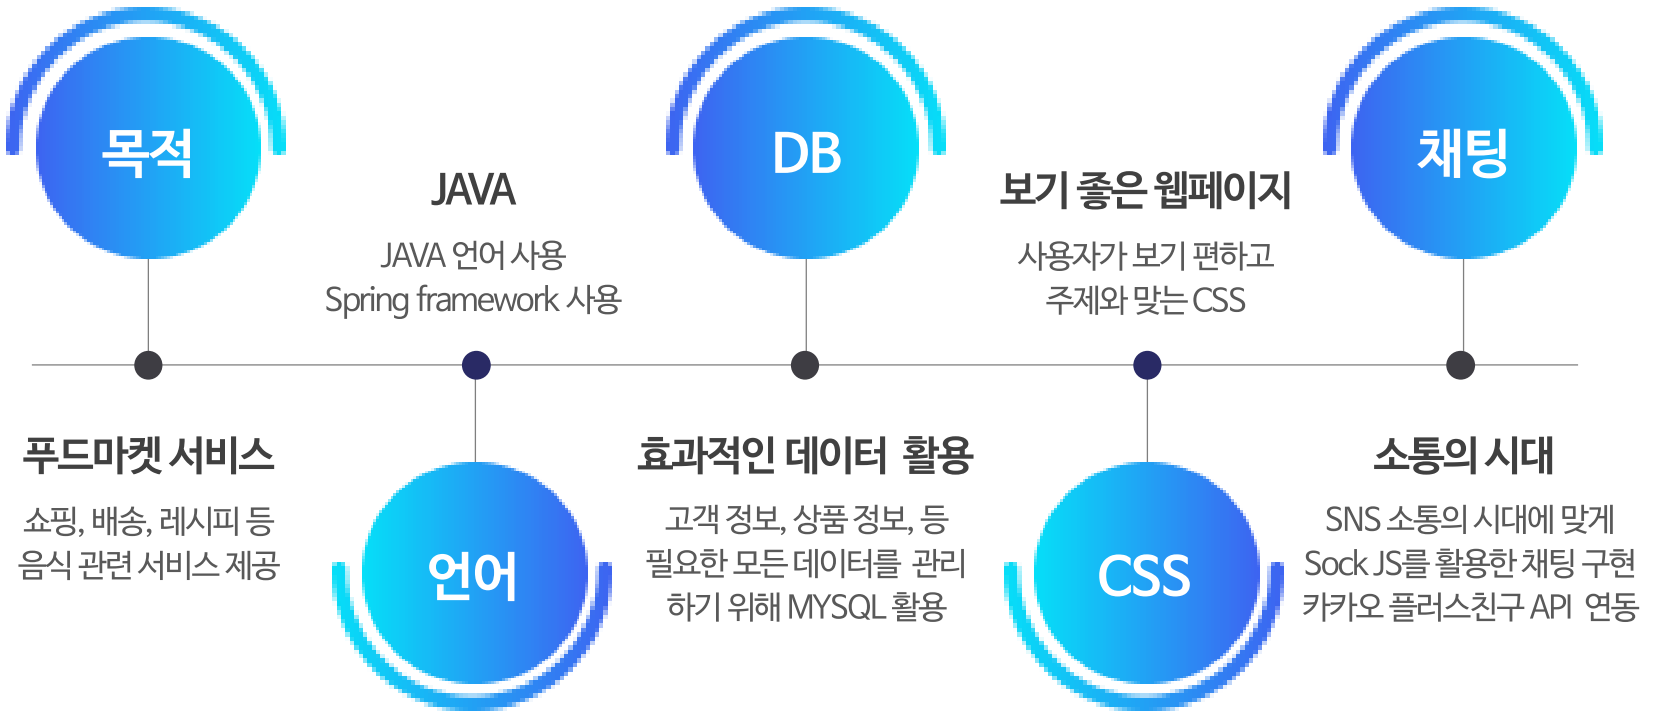 목적
푸드마켓 서비스
쇼핑, 배송, 레시피 등
음식 관련 서비스 제공
JAVA
JAVA 언어 사용
Spring framework 사용
언어
DB
효과적인 데이터 활용
고객 정보, 상품 정보, 등
필요한 모든 데이터를 관리
하기 위해 MYSQL 활용
보기 좋은 웹페이지
사용자가 보기 편하고
주제와 맞는 CSS
CSS
채팅
소통의 시대
SNS 소통의 시대에 맞게
Sock JS를 활용한 채팅 구현
카카오 플러스친구 API 연동